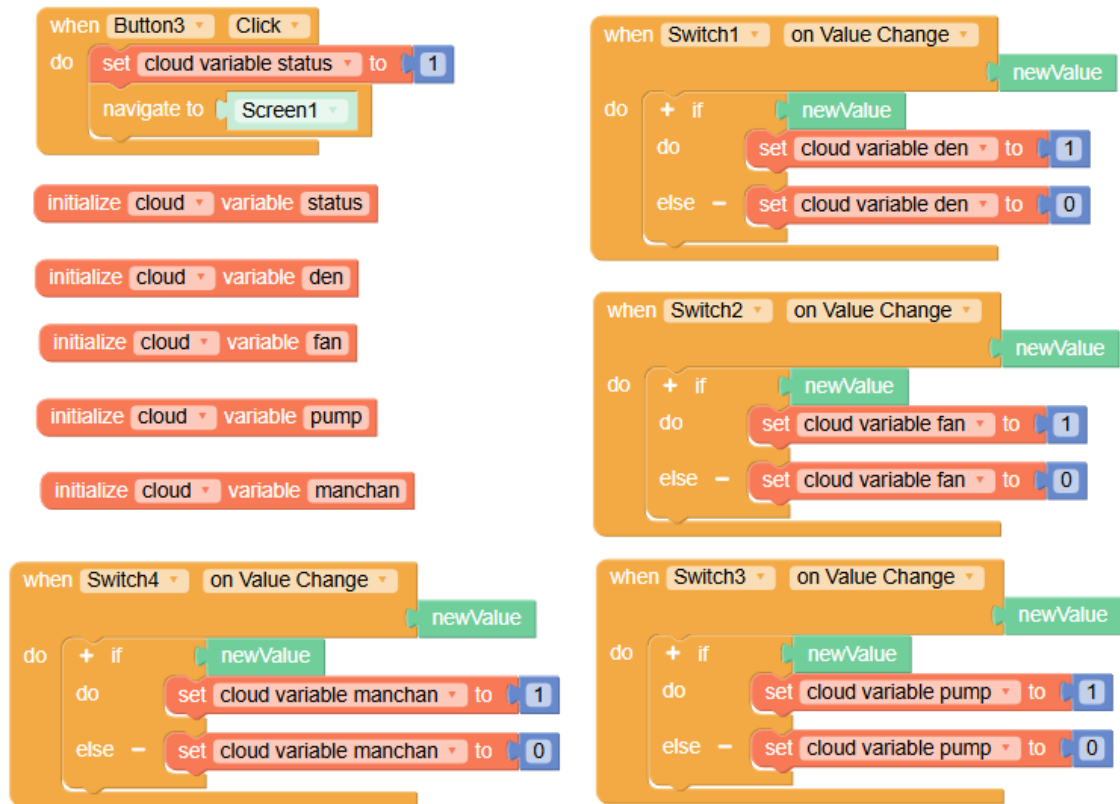 when Button3 Click
do set cloud variable status to 1
navigate to Screen1
initialize cloud variable status
initialize cloud variable den
initialize cloud variable fan
initialize cloud variable pump
initialize cloud variable manchan
when Switch4 on Value Change
newValue
do + if newValue
do set cloud variable manchan to 1
else − set cloud variable manchan to 0
when Switch1 on Value Change
newValue
do + if newValue
do set cloud variable den to 1
else − set cloud variable den to 0
when Switch2 on Value Change
newValue
do + if newValue
do set cloud variable fan to 1
else − set cloud variable fan to 0
when Switch3 on Value Change
newValue
do + if newValue
do set cloud variable pump to 1
else − set cloud variable pump to 0